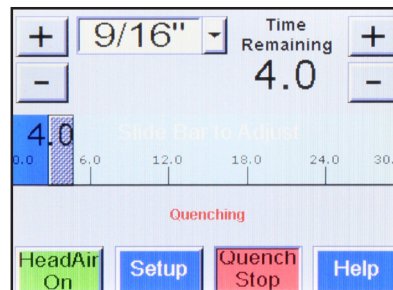 + 9/16" Time +
Remaining
- 4.0 -
4.0 Slide Bar to Adjust
0.0 6.0 12.0 18.0 24.0 30.
Quenching
HeadAir On
Setup
Quench Stop
Help